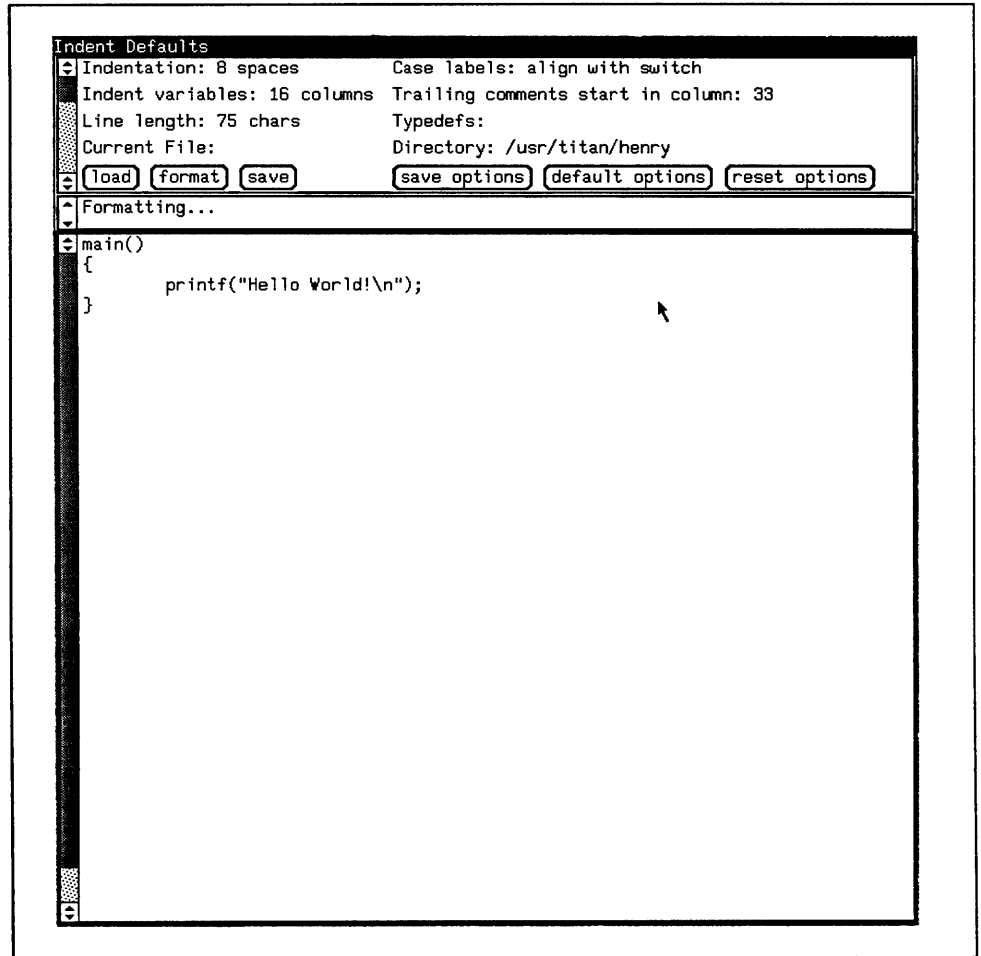 Indent Defaults
Indentation: 8 spaces Case labels: align with switch
Indent variables: 16 columns Trailing comments start in column: 33
Line length: 75 chars Typedefs:
Current File: Directory: /usr/titan/henry
load format save save options default options reset options
Formatting...
main()
{
printf("Hello World!\n");
}